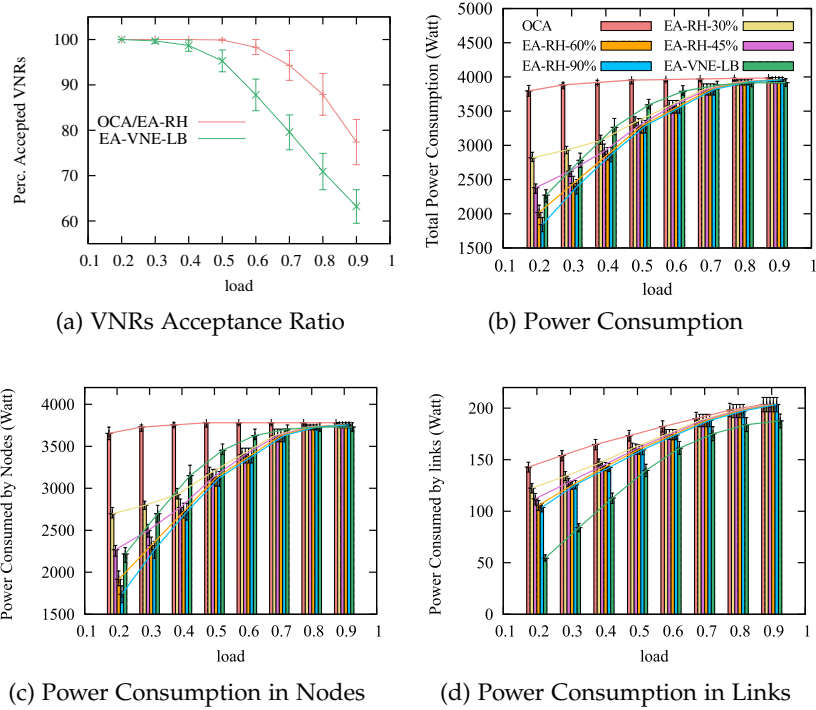 Perc. Accepted VNRs
100
90
80
70
60
0.1 0.2 0.3 0.4 0.5 0.6 0.7 0.8 0.9 1
load
OCA/EA-RH
EA-VNE-LB
(a) VNRs Acceptance Ratio
Total Power Consumption (Watt)
5000
4500
4000
3500
3000
2500
2000
1500
0.1 0.2 0.3 0.4 0.5 0.6 0.7 0.8 0.9 1
load
OCA EA-RH-30%
EA-RH-60% EA-RH-45%
EA-RH-90% EA-VNE-LB
(b) Power Consumption
Power Consumed by Nodes (Watt)
4000
3500
3000
2500
2000
1500
0.1 0.2 0.3 0.4 0.5 0.6 0.7 0.8 0.9 1
load
(c) Power Consumption in Nodes
Power Consumed by links (Watt)
200
150
100
50
0
0.1 0.2 0.3 0.4 0.5 0.6 0.7 0.8 0.9 1
load
(d) Power Consumption in Links